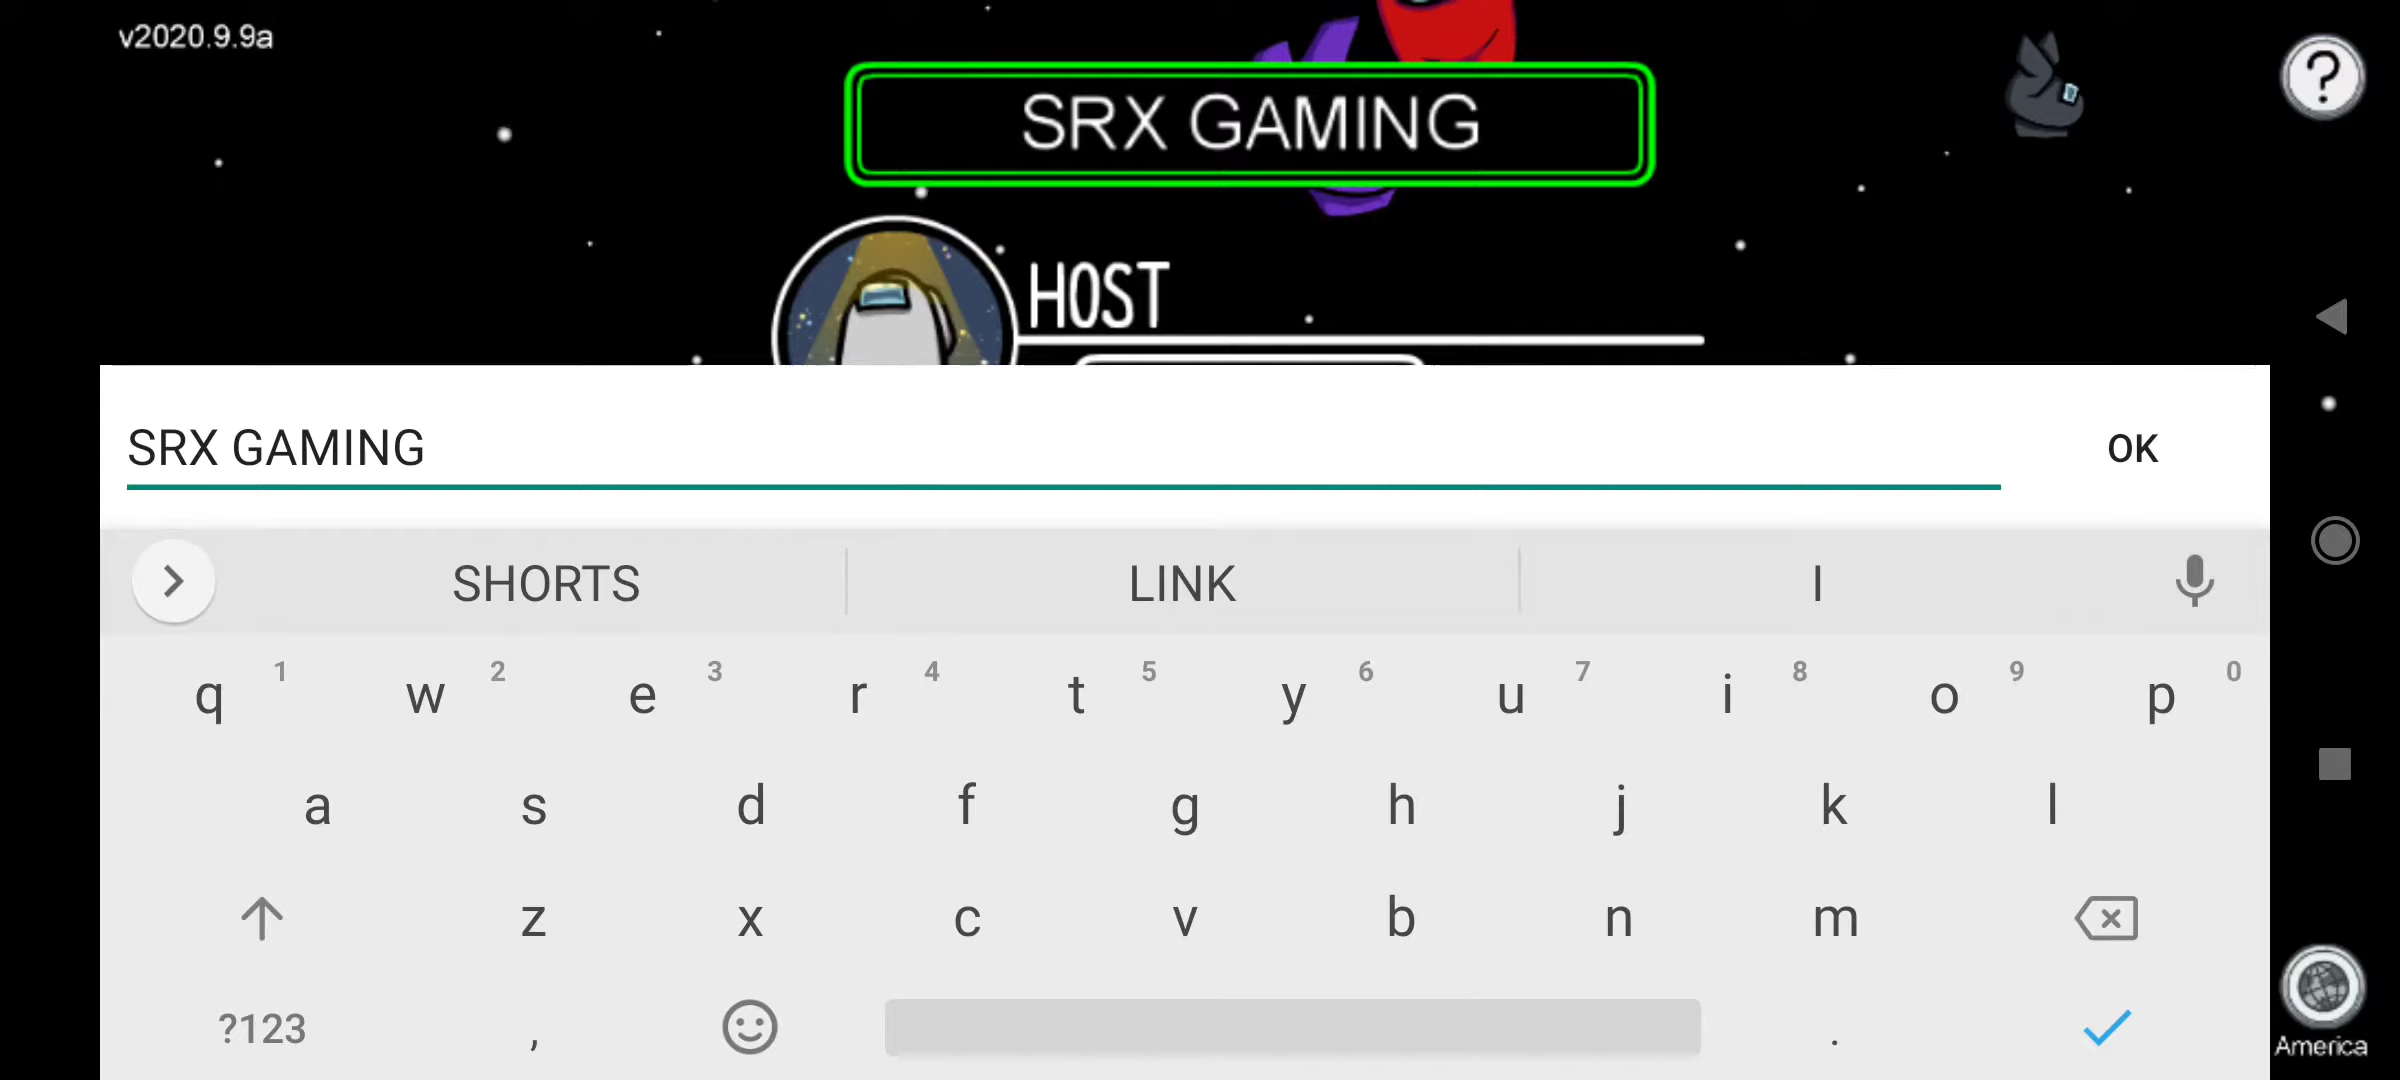 v2020.9.9a
SRX GAMING
?
HOST
SRX GAMING
OK
SHORTS LINK I
q 1 w 2 e 3 r 4 t 5 y 6 u 7 i 8 o 9 p 0
a s d f g h j k l
z x c v b n m
?123 , .
America